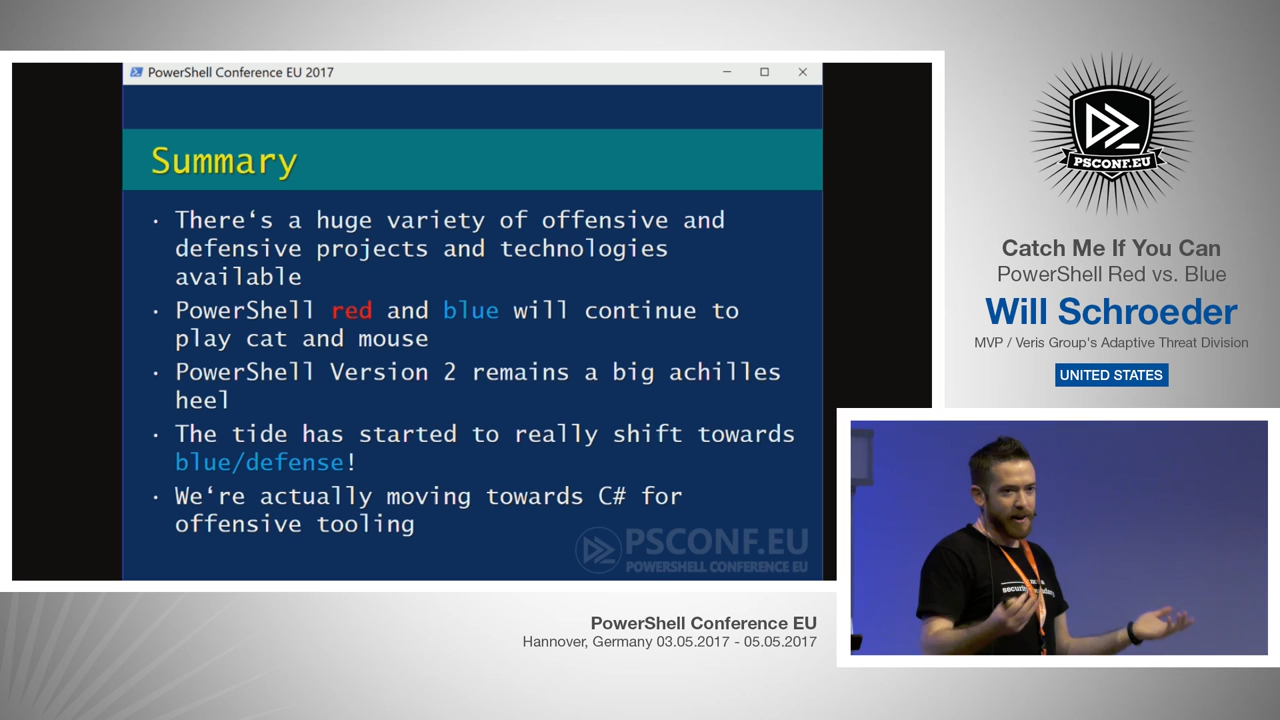 PowerShell Conference EU 2017
Summary
· There‘s a huge variety of offensive and
defensive projects and technologies
available
· PowerShell red and blue will continue to
play cat and mouse
· PowerShell Version 2 remains a big achilles
heel
· The tide has started to really shift towards
blue/defense!
· We‘re actually moving towards C# for
offensive tooling
PSCONF.EU
POWERSHELL CONFERENCE EU
PSCONF.EU
Catch Me If You Can
PowerShell Red vs. Blue
Will Schroeder
MVP / Veris Group's Adaptive Threat Division
UNITED STATES
PowerShell Conference EU
Hannover, Germany 03.05.2017 - 05.05.2017